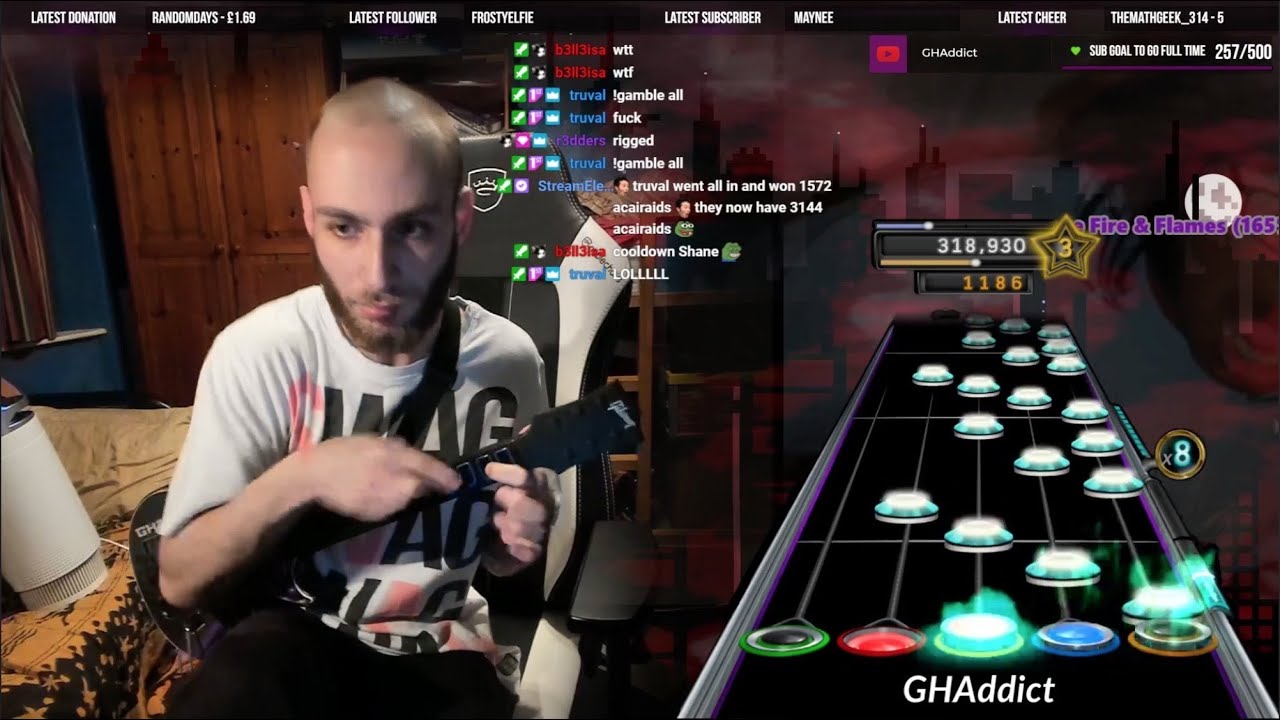 LATEST DONATION RANDOMDAYS - £1.69 LATEST FOLLOWER FROSTYELFIE LATEST SUBSCRIBER MAYNEE LATEST CHEER THEMATHGEEK_314 - 5
GHAddict
SUB GOAL TO GO FULL TIME 257/500
b3ll3isa wtt
b3ll3isa wtf
truval !gamble all
truval fuck
r3dders rigged
truval !gamble all
StreamEle... truval went all in and won 1572
acairaids they now have 3144
acairaids
b3ll3isa cooldown Shane
truval LOLLLLL
Fire & Flames (165
318,930 3
1186
x8
GHAddict